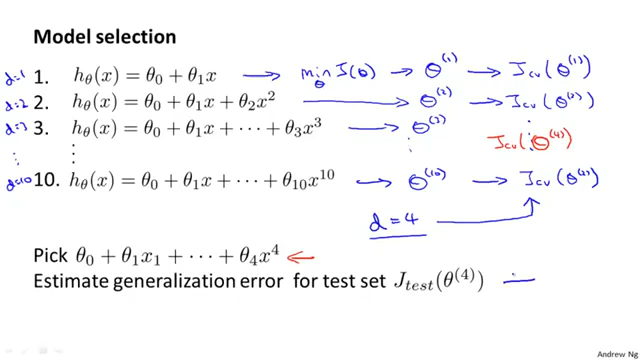 Model selection
d=1 1. hθ(x) = θ0 + θ1x → min θ J(θ) → Θ(1) → Jcv(Θ(1))
d=2 2. hθ(x) = θ0 + θ1x + θ2x² → Θ(2) → Jcv(Θ(2))
d=3 3. hθ(x) = θ0 + θ1x + ··· + θ3x³ → Θ(3)
Jcv(Θ(4))
d=10 10. hθ(x) = θ0 + θ1x + ··· + θ10x¹⁰ → Θ(10) → Jcv(Θ(10))
d = 4
Pick θ0 + θ1x1 + ··· + θ4x⁴ ←
Estimate generalization error for test set Jtest(θ(4))
Andrew Ng